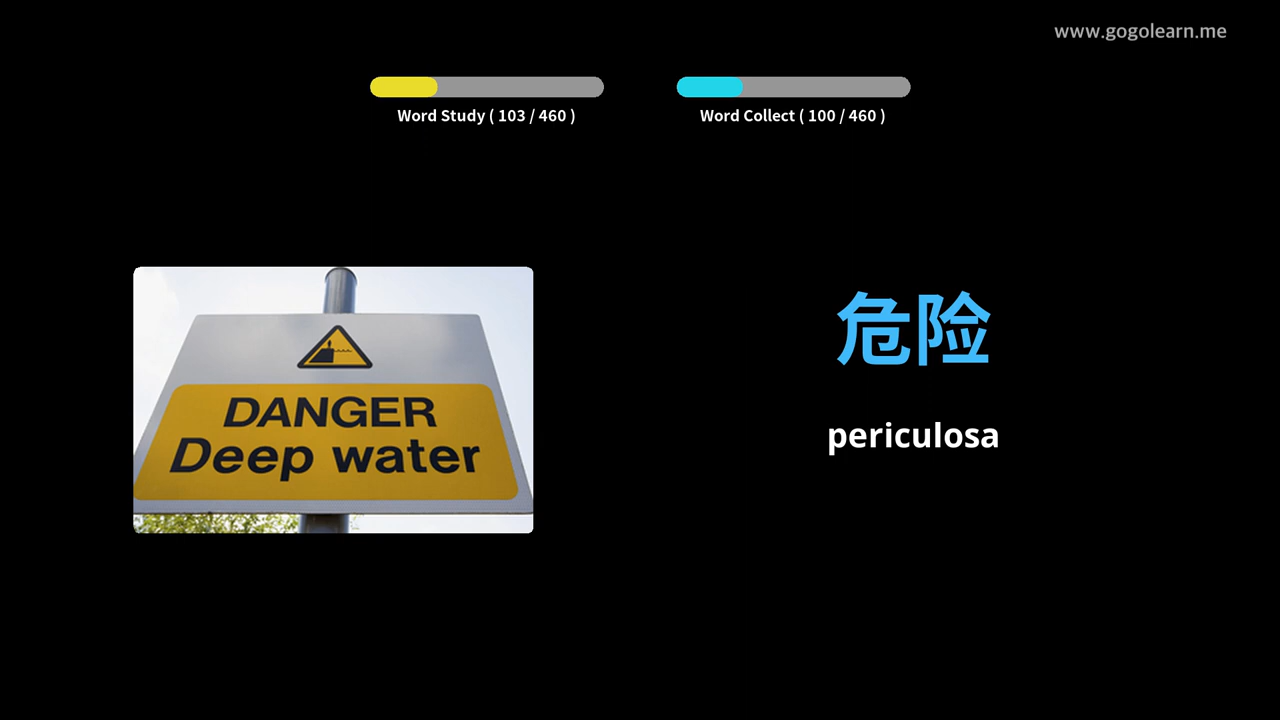 www.gogolearn.me
Word Study ( 103 / 460 )
Word Collect ( 100 / 460 )
DANGER
Deep water
危险
periculosa